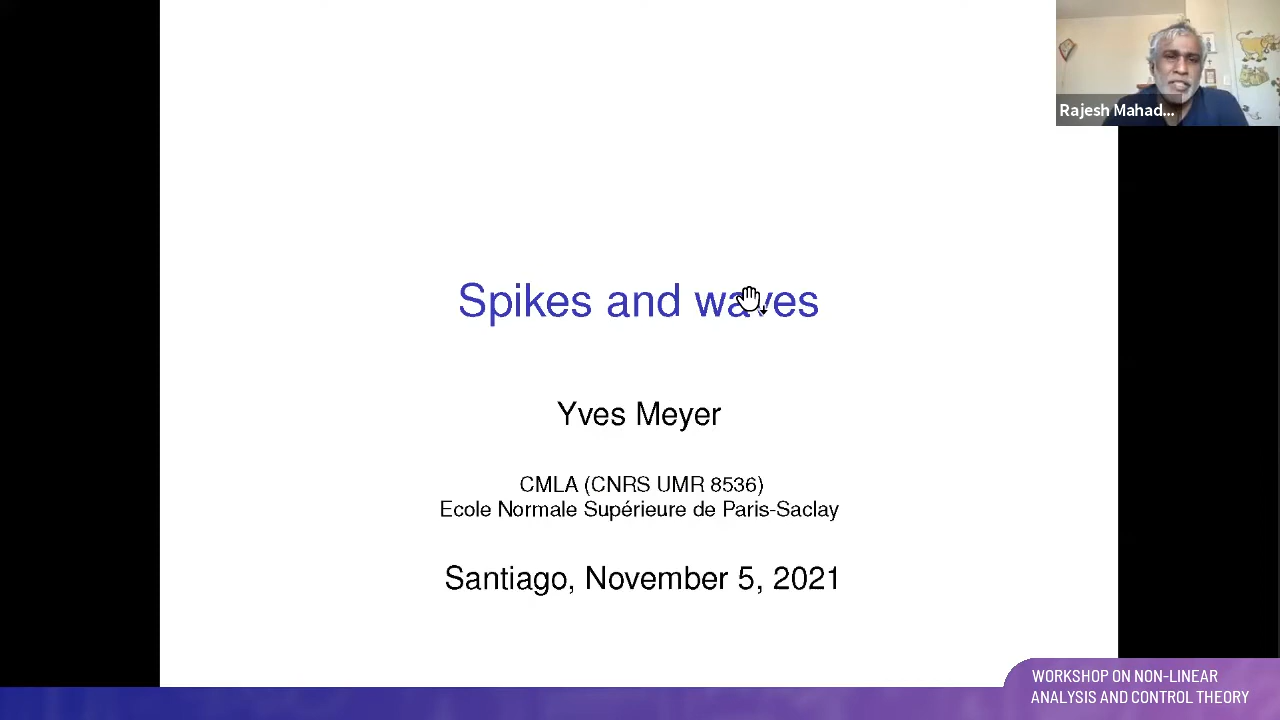 Rajesh Mahad...
Spikes and waves
Yves Meyer
CMLA (CNRS UMR 8536)
Ecole Normale Supérieure de Paris-Saclay
Santiago, November 5, 2021
WORKSHOP ON NON-LINEAR
ANALYSIS AND CONTROL THEORY